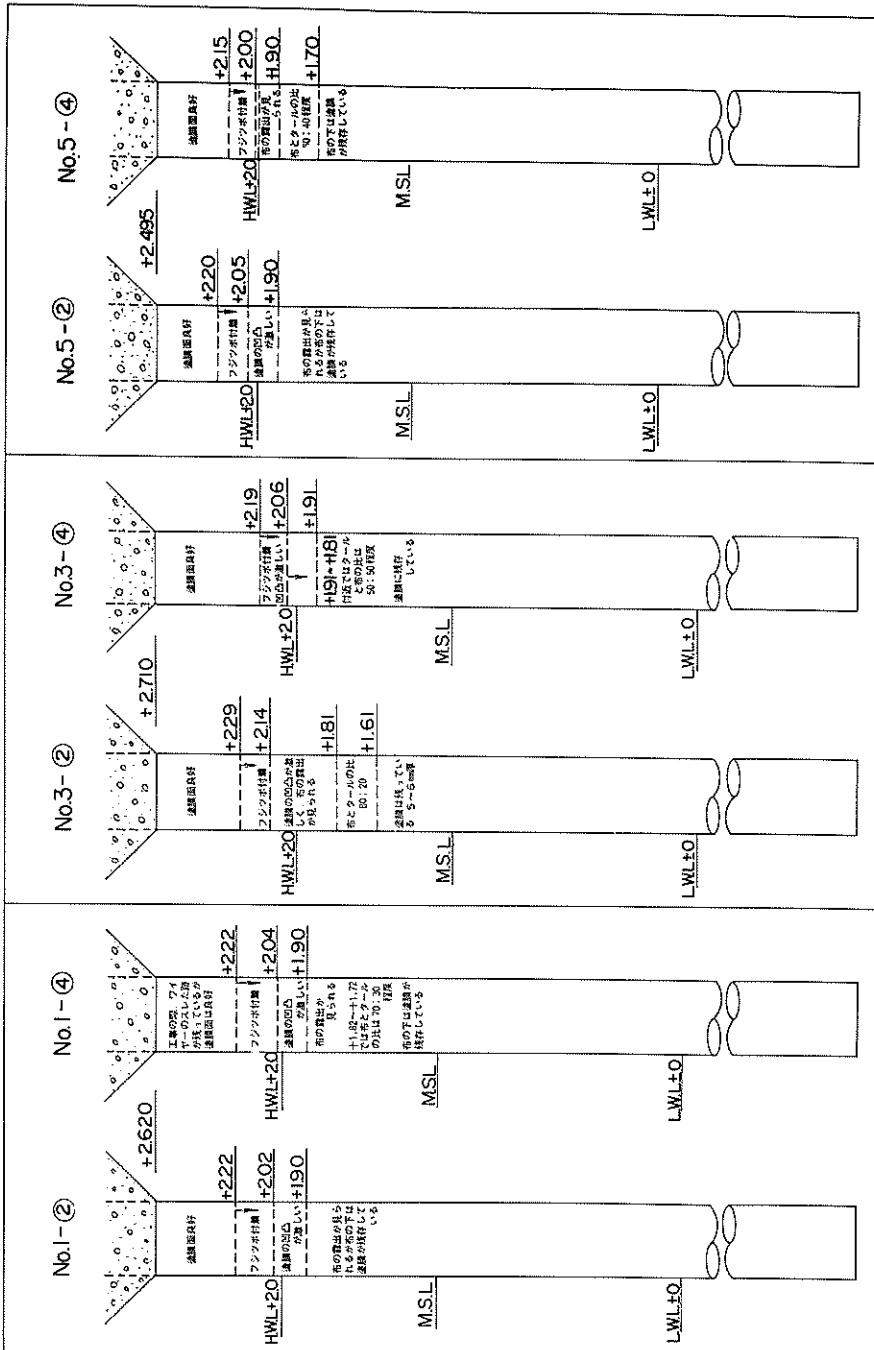 No.1-②
+2.620
塗膜面良好
+2.22
フジツボ付着
+2.02
H.W.L+2.0
塗膜の凹凸
が激しい
+1.90
布の露出が見ら
れるが布の下は
塗膜が残存して
いる
M.S.L
L.W.L±0
No.1-④
工事の際、ワイ
ヤーのスレた跡
が残っているが
塗膜面は良好
+2.22
フジツボ付着
+2.04
H.W.L+2.0
塗膜の凹凸
が激しい
+1.90
布の露出が
見られる
+1.82~+1.72
では布とタール
の比は70:30
程度
布の下は塗膜が
残存している
M.S.L
L.W.L±0
No.3-②
+2.710
塗膜面良好
+2.29
フジツボ付着
+2.14
H.W.L+2.0
塗膜の凹凸が激
しく、布の露出
が見られる
+1.81
布とタールの比
80:20
+1.61
塗膜は残ってい
る 5~6mm厚
M.S.L
L.W.L±0
No.3-④
塗膜面良好
+2.19
フジツボ付着
+2.06
凹凸が激しい
H.W.L+2.0
+1.91
+1.91~+1.81
付近ではタール
と布の比は
50:50程度
塗膜に残存
している
M.S.L
L.W.L±0
No.5-②
+2.495
塗膜面良好
+2.20
フジツボ付着
+2.05
H.W.L+2.0
塗膜の凹凸
が激しい
+1.90
布の露出が見ら
れるが布の下は
塗膜が残存して
いる
M.S.L
L.W.L±0
No.5-④
塗膜面良好
+2.15
フジツボ付着
+2.00
H.W.L+2.0
布の露出が見
られる
+1.90
布とタールの比
:40程度
+1.70
布の下は塗膜
が残存している
M.S.L
L.W.L±0